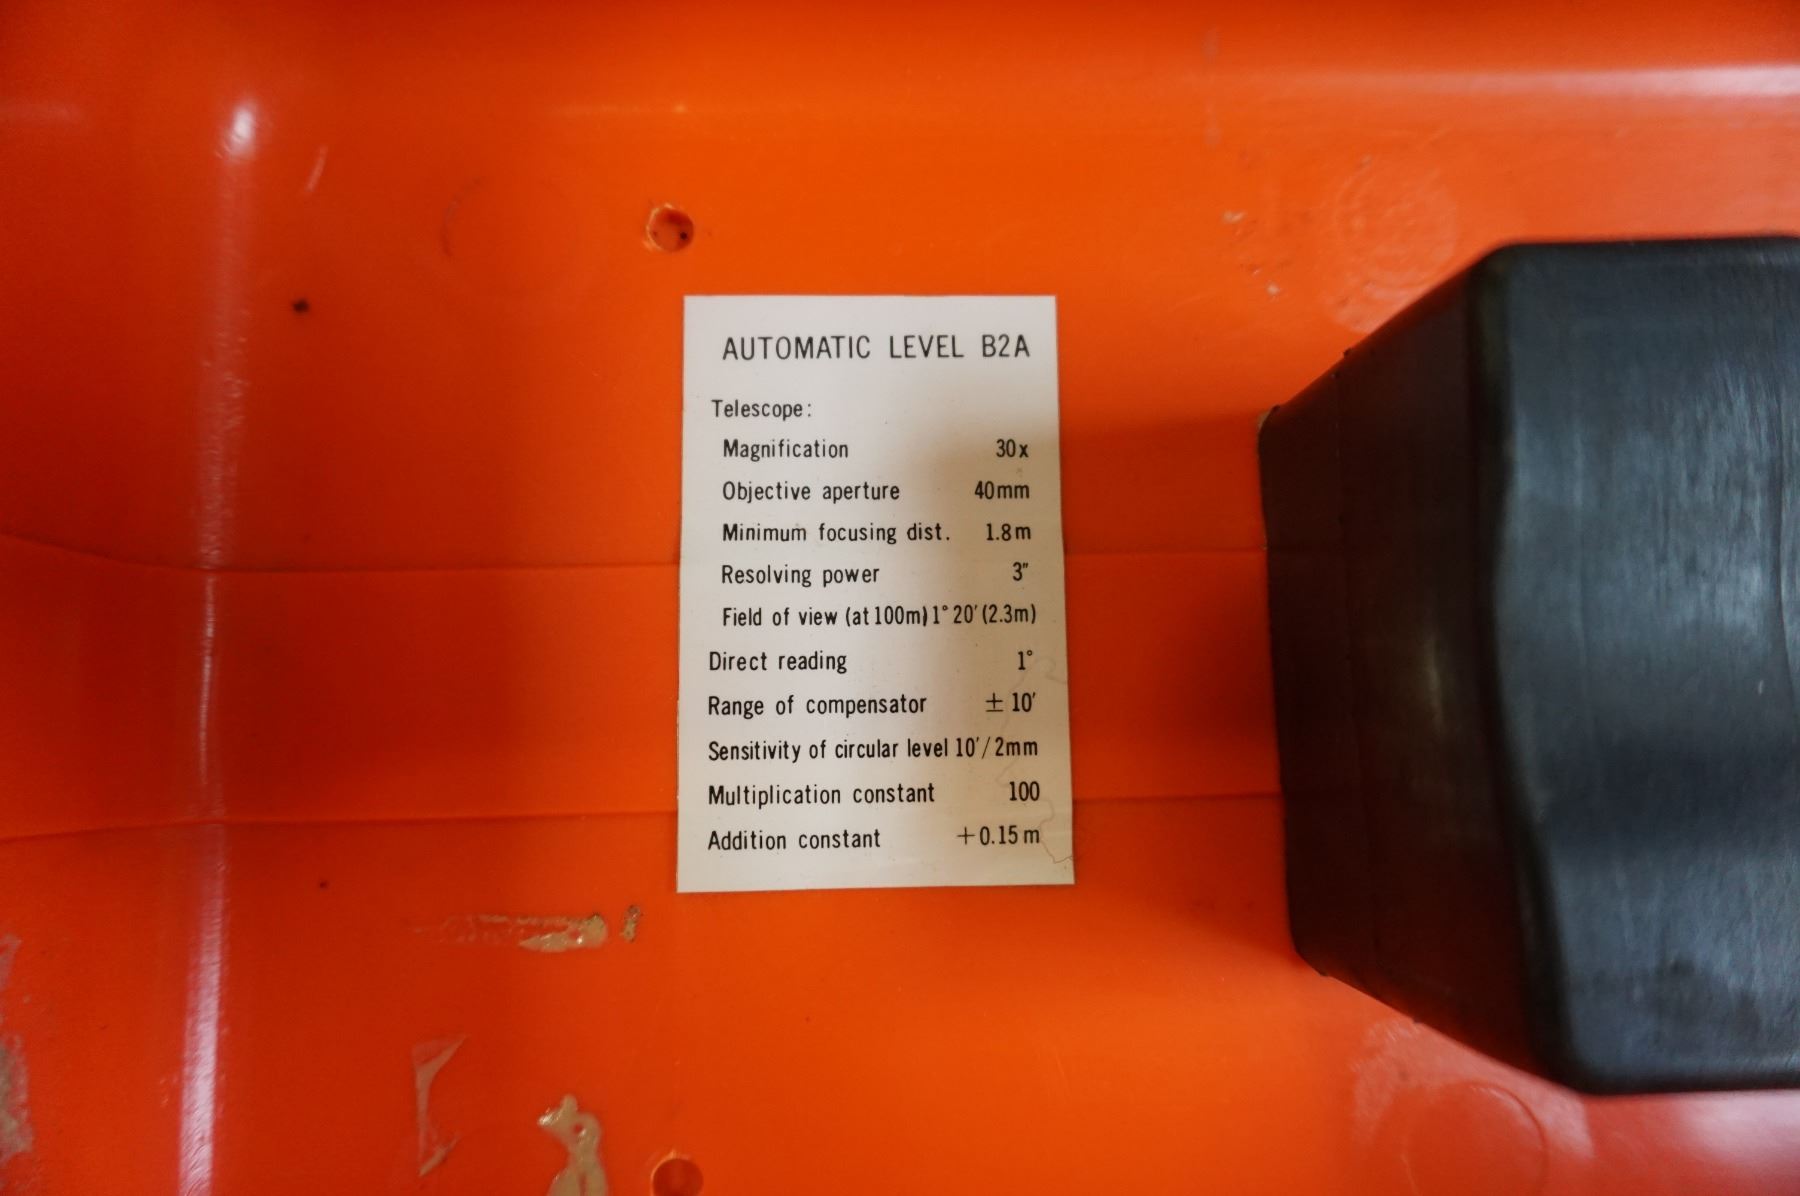 AUTOMATIC LEVEL B2A
Telescope:
Magnification 30x
Objective aperture 40mm
Minimum focusing dist. 1.8m
Resolving power 3"
Field of view (at 100m) 1° 20' (2.3m)
Direct reading 1°
Range of compensator ± 10'
Sensitivity of circular level 10'/2mm
Multiplication constant 100
Addition constant +0.15m